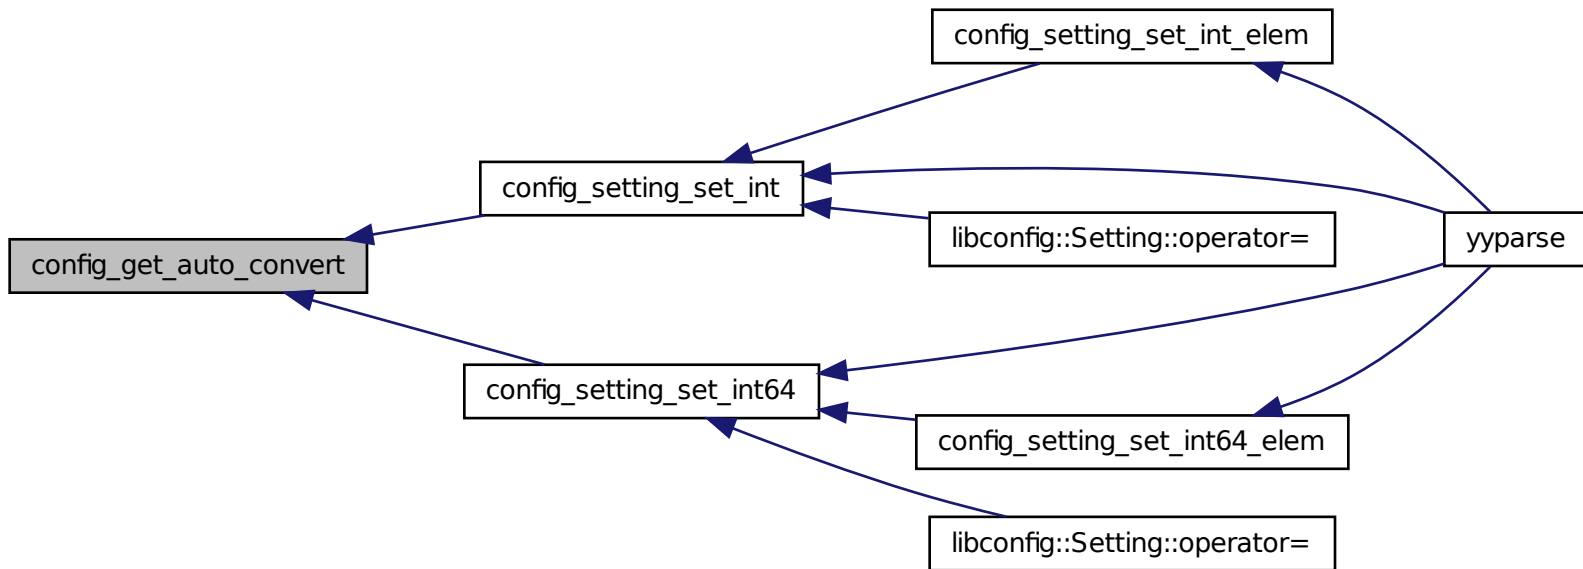 config_setting_set_int_elem
config_setting_set_int
libconfig::Setting::operator=
yyparse
config_get_auto_convert
config_setting_set_int64
config_setting_set_int64_elem
libconfig::Setting::operator=